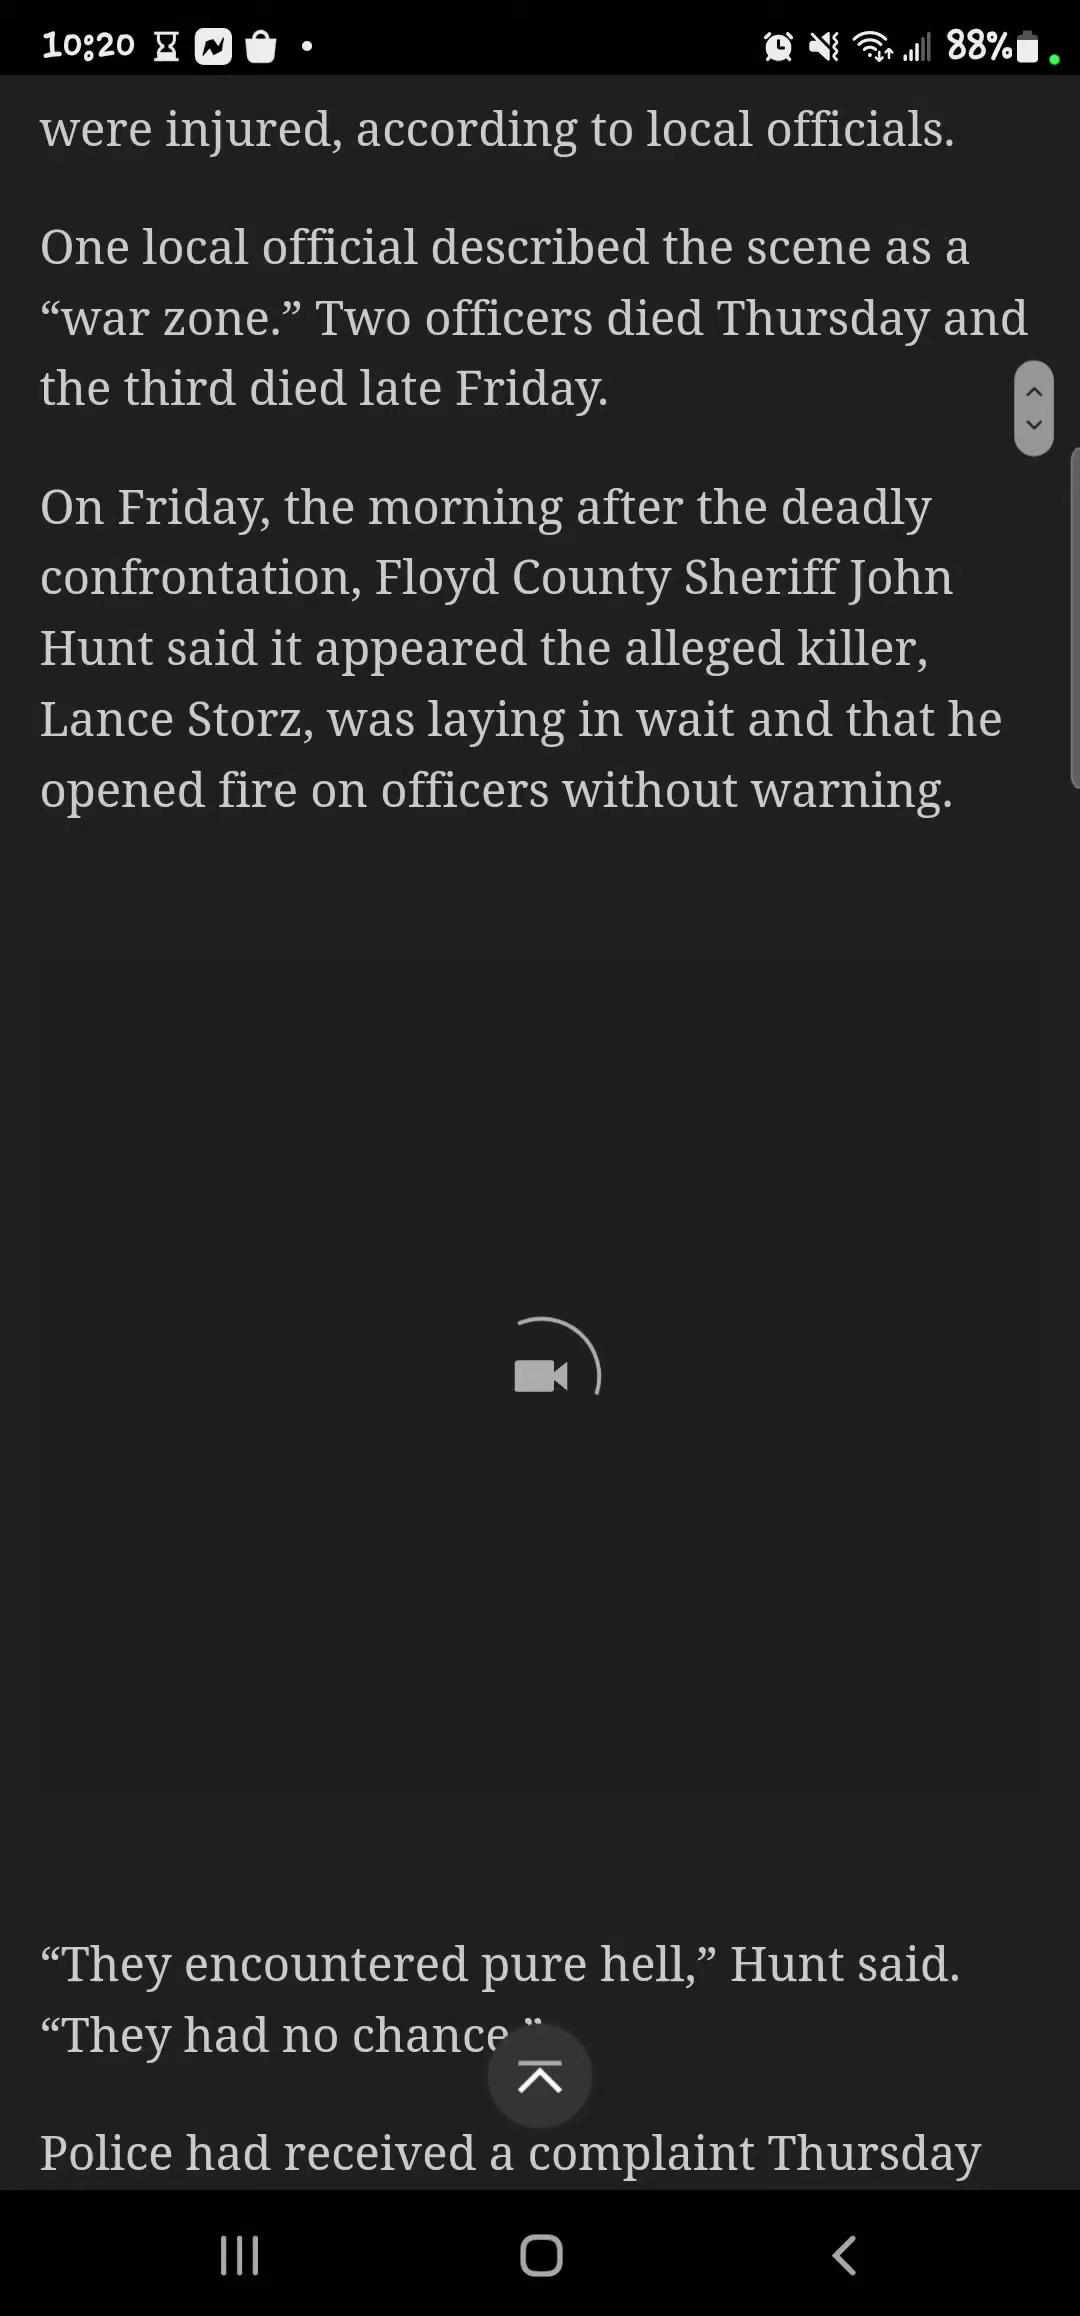 10:20
88%
were injured, according to local officials.
One local official described the scene as a
“war zone.” Two officers died Thursday and
the third died late Friday.
On Friday, the morning after the deadly
confrontation, Floyd County Sheriff John
Hunt said it appeared the alleged killer,
Lance Storz, was laying in wait and that he
opened fire on officers without warning.
“They encountered pure hell,” Hunt said.
“They had no chance.”
Police had received a complaint Thursday